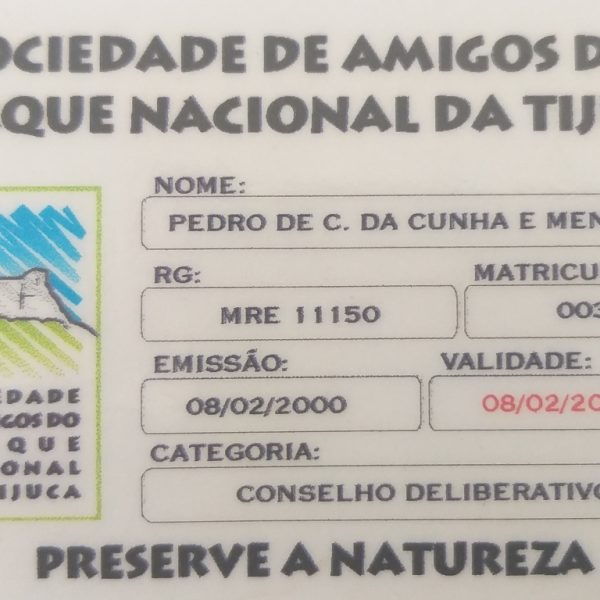 OCIEDADE DE AMIGOS D
QUE NACIONAL DA TIJ
NOME:
PEDRO DE C. DA CUNHA E MEN
RG:
MATRICU
MRE 11150
003
EMISSÃO:
VALIDADE:
08/02/2000
08/02/20
CATEGORIA:
CONSELHO DELIBERATIVO
EDADE
GOS DO
QUE
ONAL
IJUCA
PRESERVE A NATUREZA